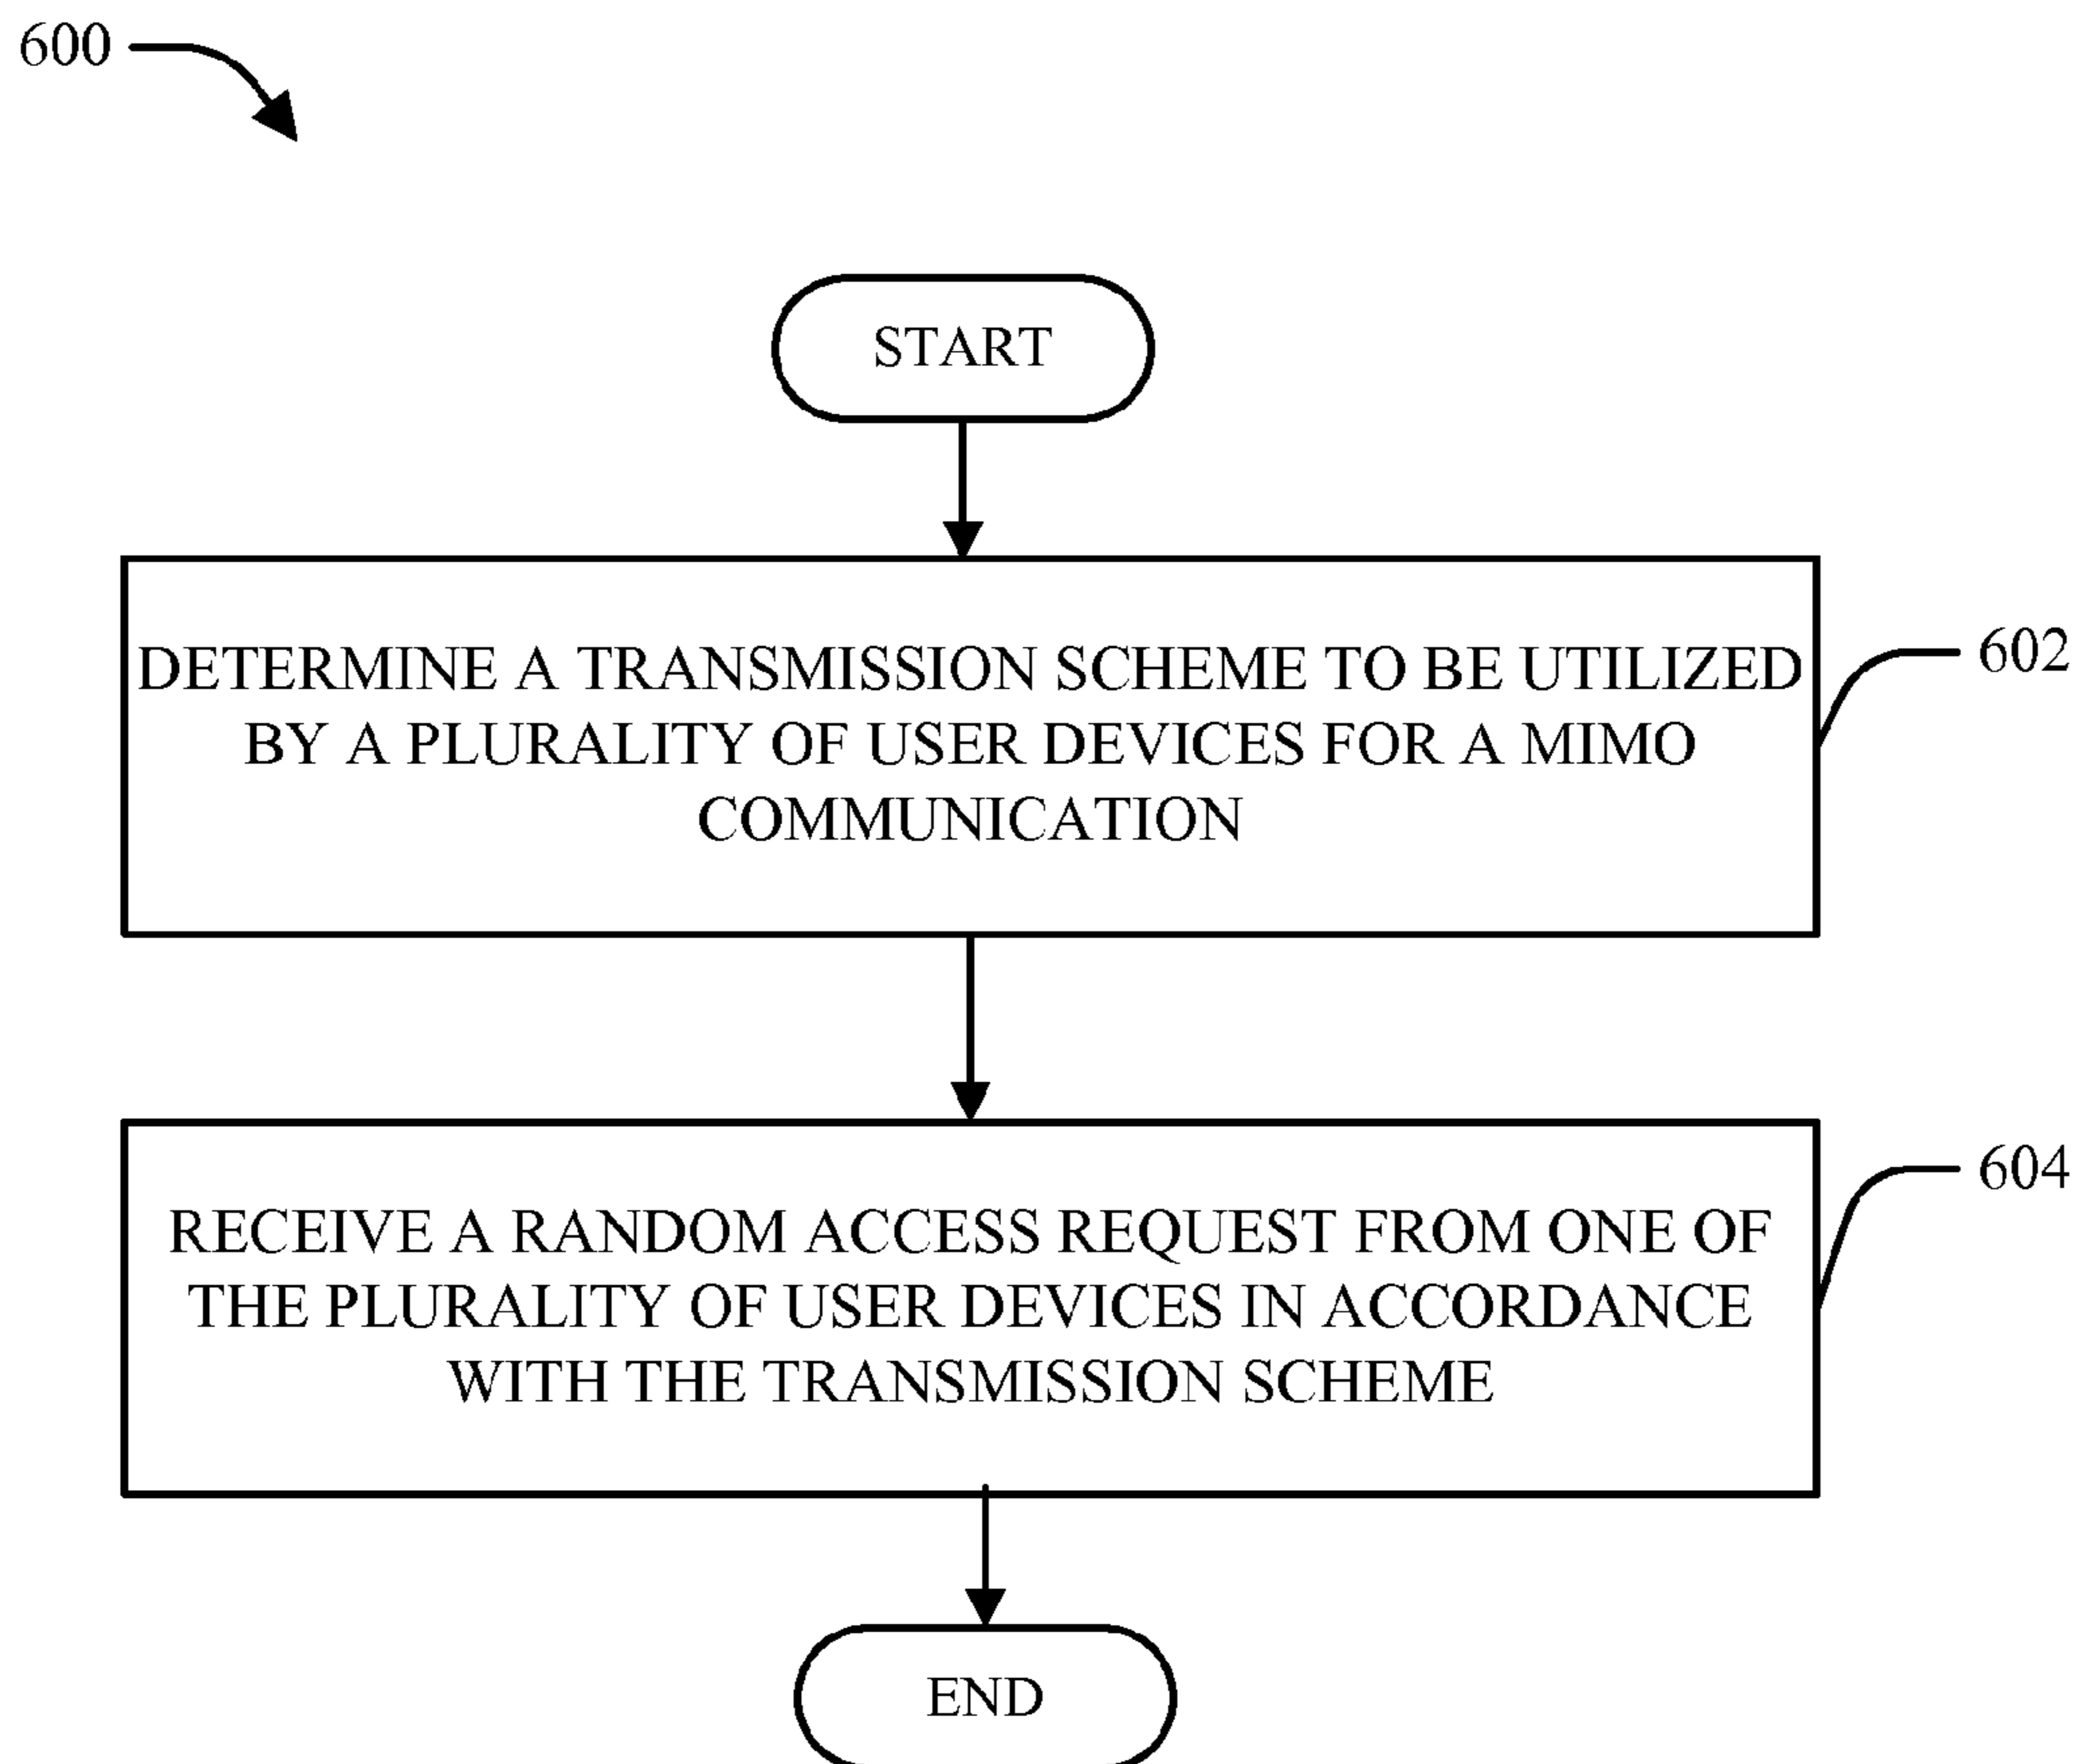 600
START
DETERMINE A TRANSMISSION SCHEME TO BE UTILIZED
BY A PLURALITY OF USER DEVICES FOR A MIMO
COMMUNICATION
602
RECEIVE A RANDOM ACCESS REQUEST FROM ONE OF
THE PLURALITY OF USER DEVICES IN ACCORDANCE
WITH THE TRANSMISSION SCHEME
604
END